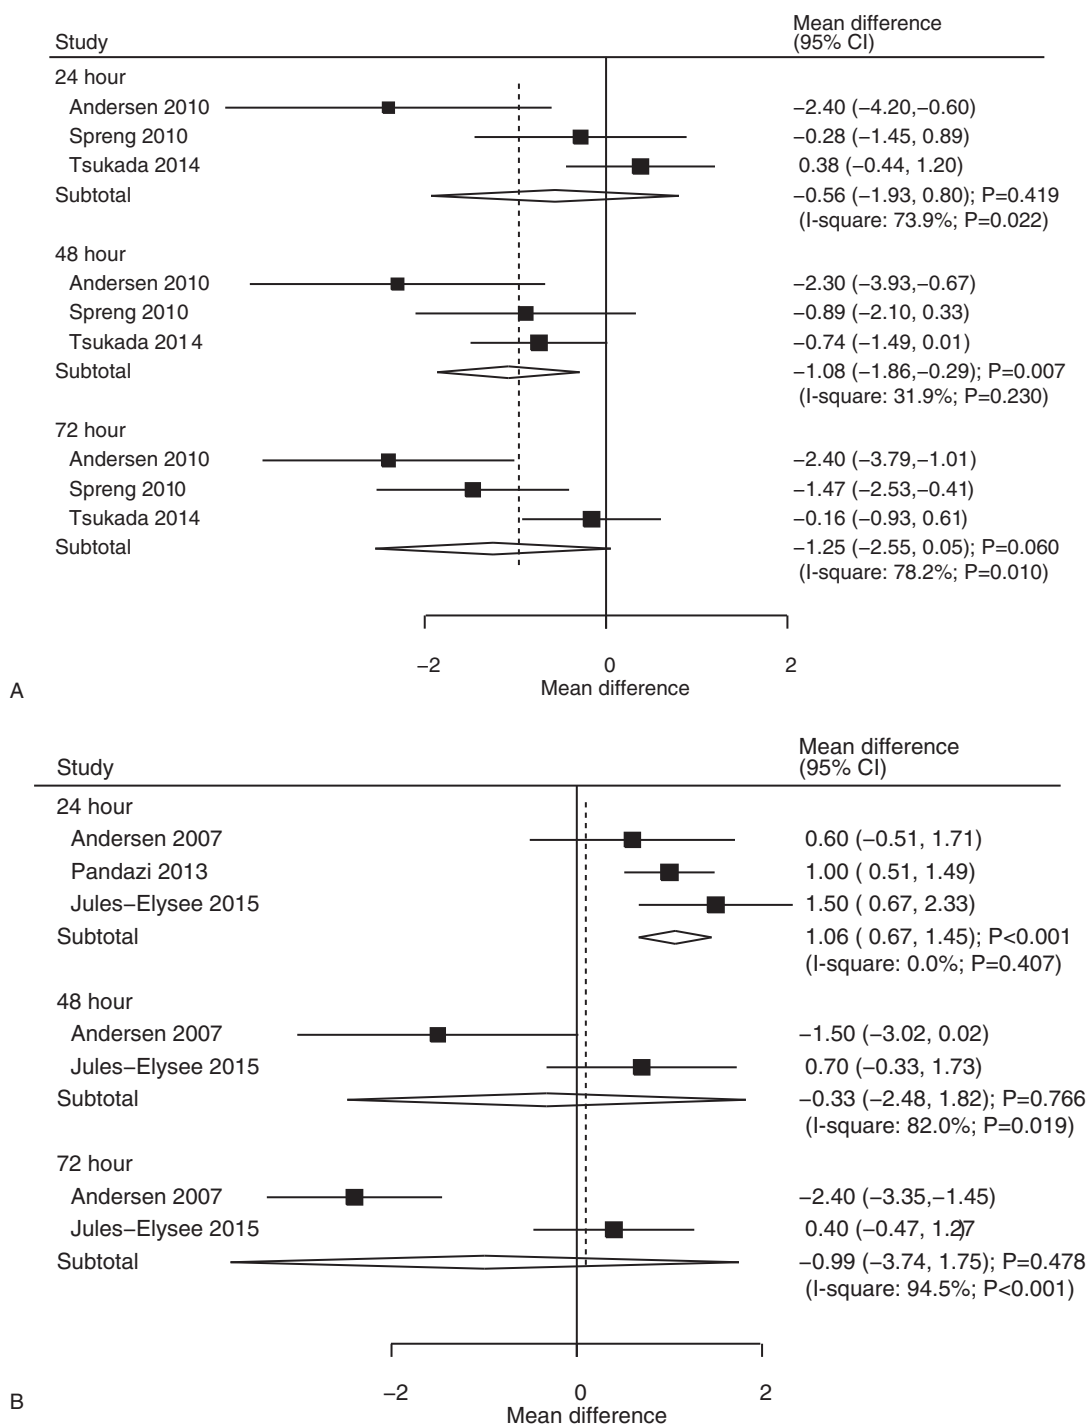 Study
Mean difference
(95% CI)
24 hour
Andersen 2010 −2.40 (−4.20,−0.60)
Spreng 2010 −0.28 (−1.45, 0.89)
Tsukada 2014 0.38 (−0.44, 1.20)
Subtotal −0.56 (−1.93, 0.80); P=0.419
(I-square: 73.9%; P=0.022)
48 hour
Andersen 2010 −2.30 (−3.93,−0.67)
Spreng 2010 −0.89 (−2.10, 0.33)
Tsukada 2014 −0.74 (−1.49, 0.01)
Subtotal −1.08 (−1.86,−0.29); P=0.007
(I-square: 31.9%; P=0.230)
72 hour
Andersen 2010 −2.40 (−3.79,−1.01)
Spreng 2010 −1.47 (−2.53,−0.41)
Tsukada 2014 −0.16 (−0.93, 0.61)
Subtotal −1.25 (−2.55, 0.05); P=0.060
(I-square: 78.2%; P=0.010)
−2 0 2
Mean difference
A
Study
Mean difference
(95% CI)
24 hour
Andersen 2007 0.60 (−0.51, 1.71)
Pandazi 2013 1.00 ( 0.51, 1.49)
Jules−Elysee 2015 1.50 ( 0.67, 2.33)
Subtotal 1.06 ( 0.67, 1.45); P<0.001
(I-square: 0.0%; P=0.407)
48 hour
Andersen 2007 −1.50 (−3.02, 0.02)
Jules−Elysee 2015 0.70 (−0.33, 1.73)
Subtotal −0.33 (−2.48, 1.82); P=0.766
(I-square: 82.0%; P=0.019)
72 hour
Andersen 2007 −2.40 (−3.35,−1.45)
Jules−Elysee 2015 0.40 (−0.47, 1.27)
Subtotal −0.99 (−3.74, 1.75); P=0.478
(I-square: 94.5%; P<0.001)
−2 0 2
Mean difference
B